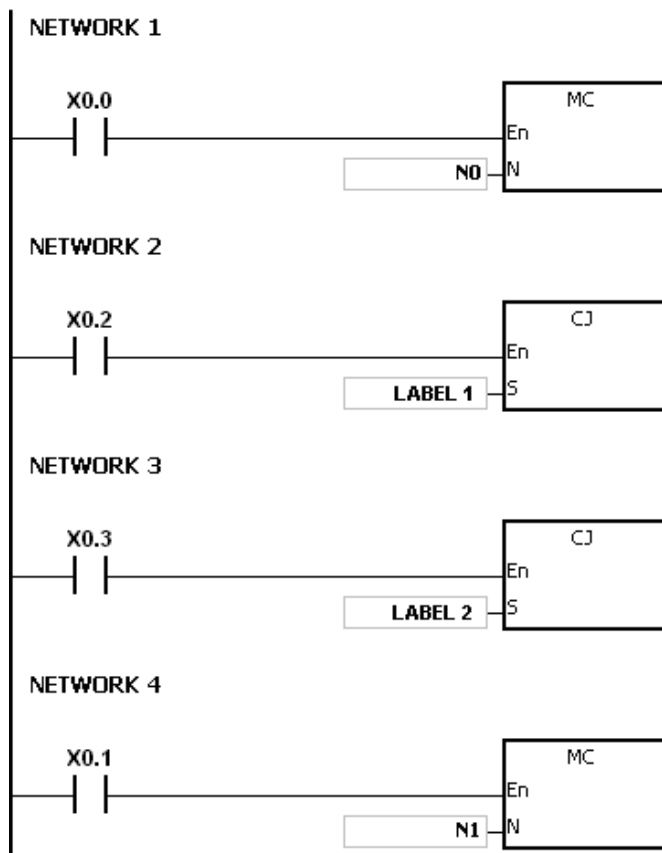 NETWORK 1
X0.0
MC
En
N0 N
NETWORK 2
X0.2
CJ
En
LABEL 1 S
NETWORK 3
X0.3
CJ
En
LABEL 2 S
NETWORK 4
X0.1
MC
En
N1 N